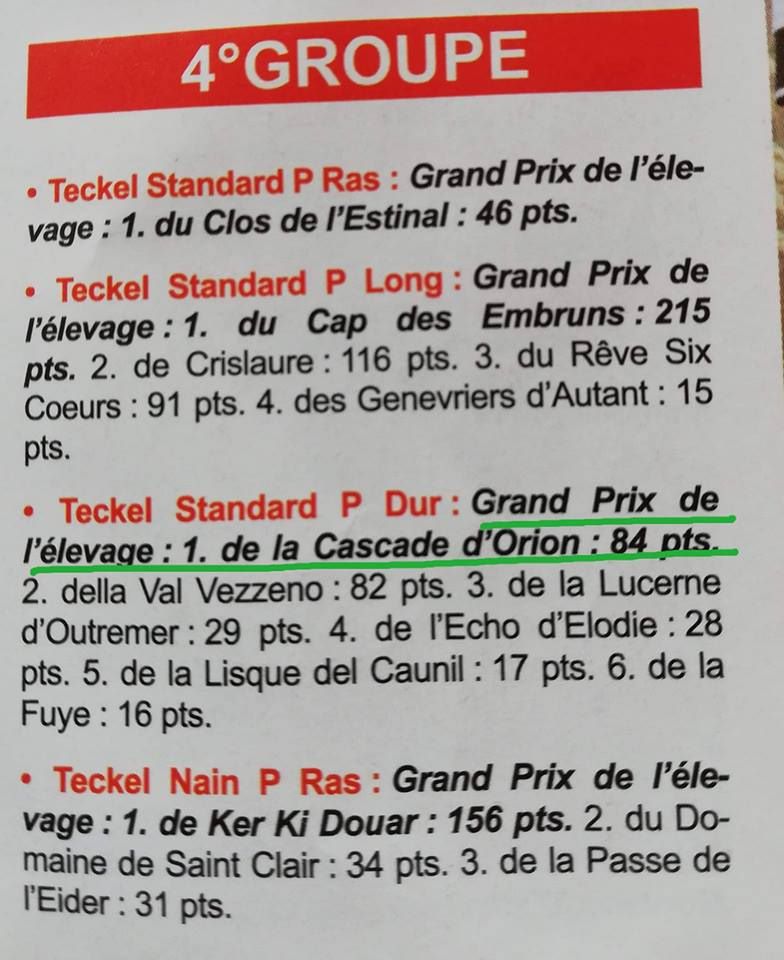 4°GROUPE
• Teckel Standard P Ras : Grand Prix de l'éle-
vage : 1. du Clos de l'Estinal : 46 pts.
• Teckel Standard P Long : Grand Prix de
l'élevage : 1. du Cap des Embruns : 215
pts. 2. de Crislaure : 116 pts. 3. du Rêve Six
Coeurs : 91 pts. 4. des Genevriers d'Autant : 15
pts.
• Teckel Standard P Dur : Grand Prix de
l'élevage : 1. de la Cascade d'Orion : 84 pts.
2. della Val Vezzeno : 82 pts. 3. de la Lucerne
d'Outremer : 29 pts. 4. de l'Echo d'Elodie : 28
pts. 5. de la Lisque del Caunil : 17 pts. 6. de la
Fuye : 16 pts.
• Teckel Nain P Ras : Grand Prix de l'éle-
vage : 1. de Ker Ki Douar : 156 pts. 2. du Do-
maine de Saint Clair : 34 pts. 3. de la Passe de
l'Eider : 31 pts.